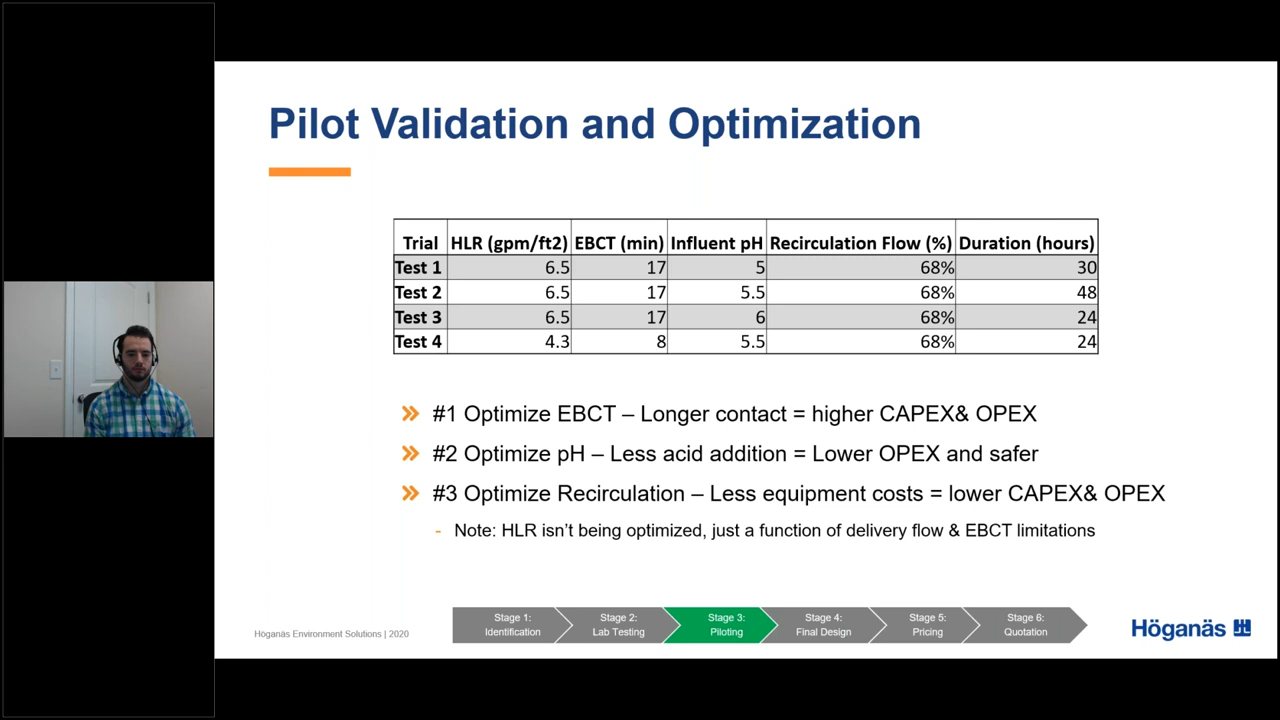 Pilot Validation and Optimization
Trial HLR (gpm/ft2) EBCT (min) Influent pH Recirculation Flow (%) Duration (hours)
Test 1 6.5 17 5 68% 30
Test 2 6.5 17 5.5 68% 48
Test 3 6.5 17 6 68% 24
Test 4 4.3 8 5.5 68% 24
#1 Optimize EBCT – Longer contact = higher CAPEX& OPEX
#2 Optimize pH – Less acid addition = Lower OPEX and safer
#3 Optimize Recirculation – Less equipment costs = lower CAPEX& OPEX
- Note: HLR isn't being optimized, just a function of delivery flow & EBCT limitations
Höganäs Environment Solutions | 2020
Stage 1:
Identification
Stage 2:
Lab Testing
Stage 3:
Piloting
Stage 4:
Final Design
Stage 5:
Pricing
Stage 6:
Quotation
Höganäs